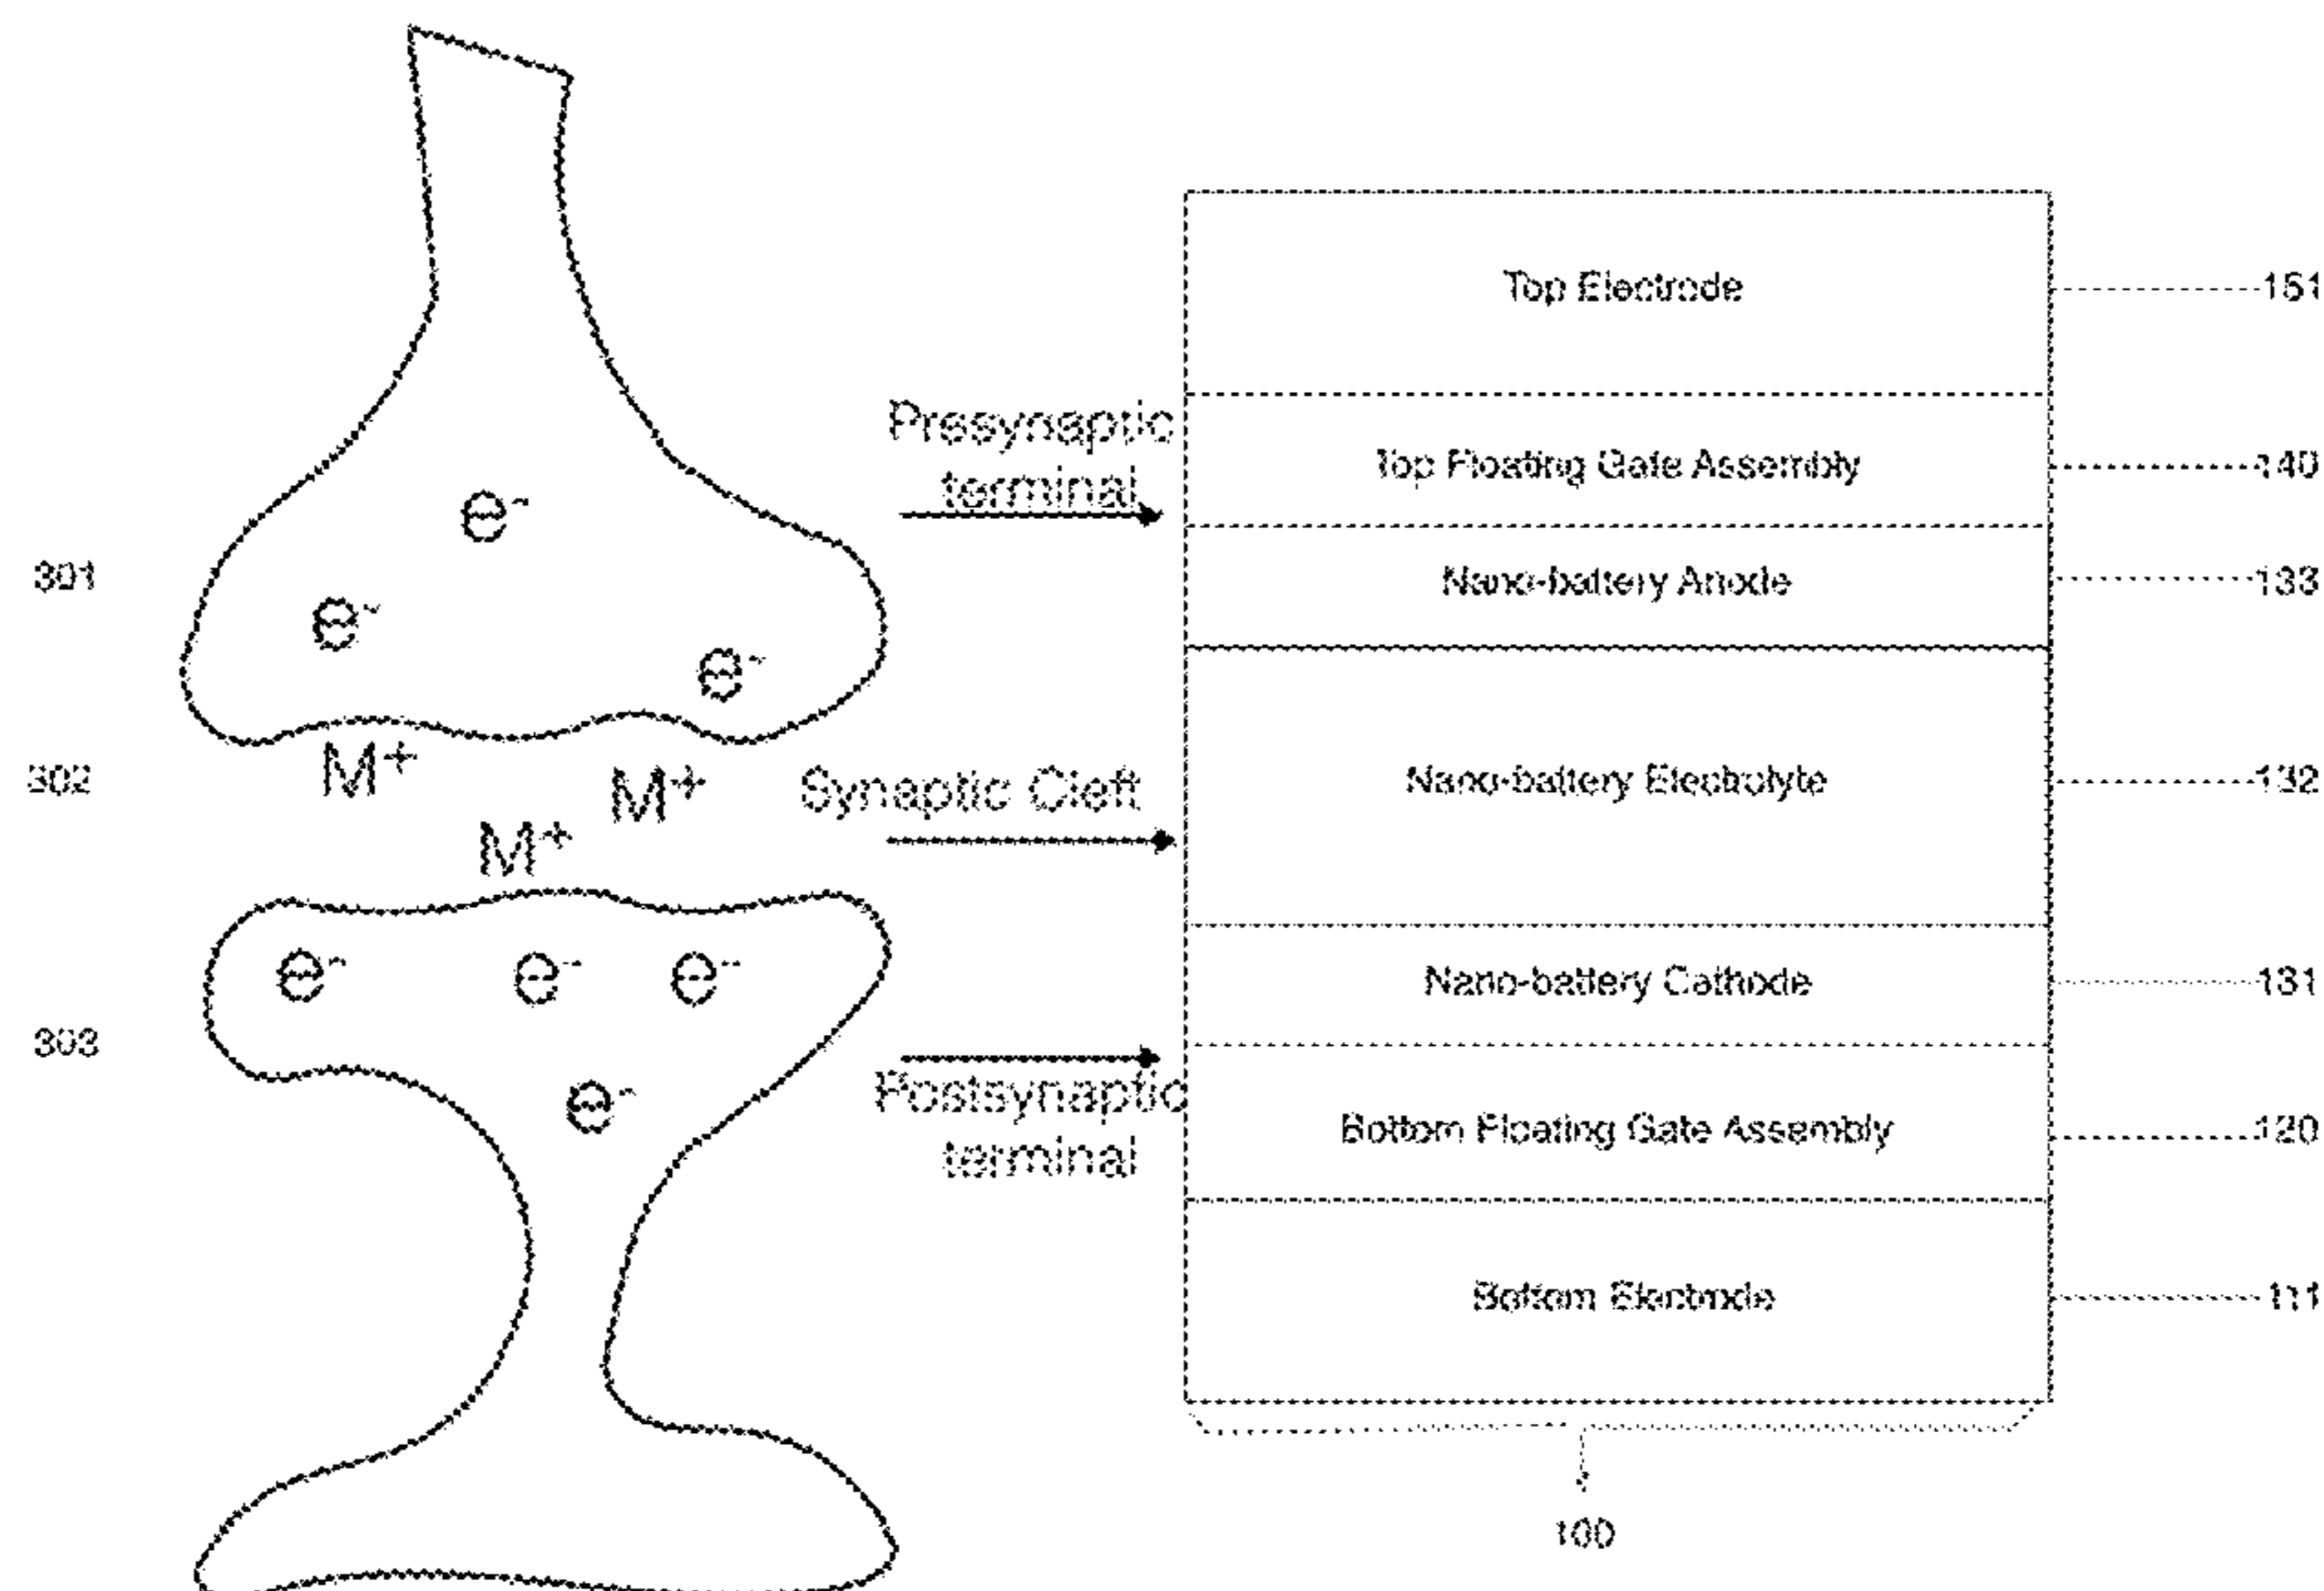 Top Electrode
151
Presynaptic
terminal
Top Floating Gate Assembly
140
e-
301
Nano-battery Anode
133
e-
e-
M+
302
M+
Synaptic Cleft
Nano-battery Electrolyte
132
M+
e- e- e-
Nano-battery Cathode
131
303
e-
Postsynaptic
terminal
Bottom Floating Gate Assembly
120
Bottom Electrode
111
100